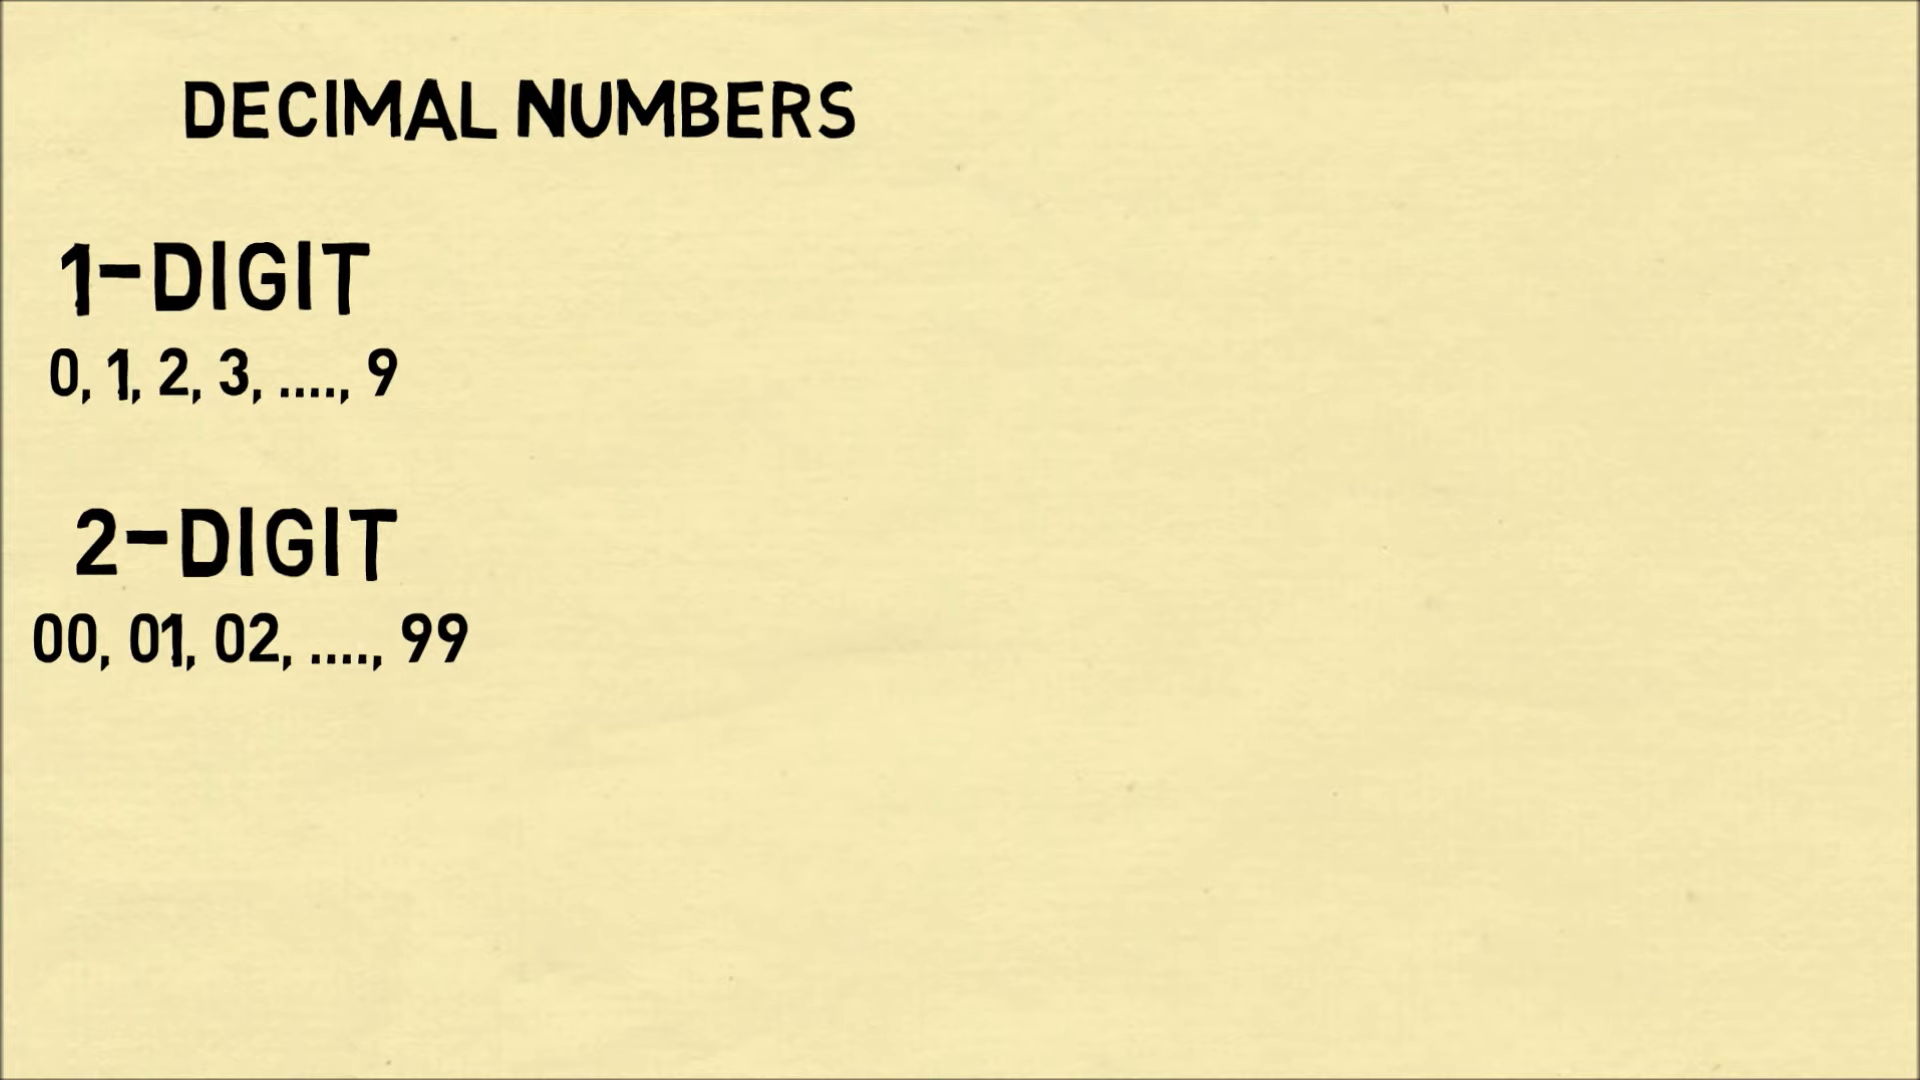 DECIMAL NUMBERS
1-DIGIT
0, 1, 2, 3, ...., 9
2-DIGIT
00, 01, 02, ...., 99